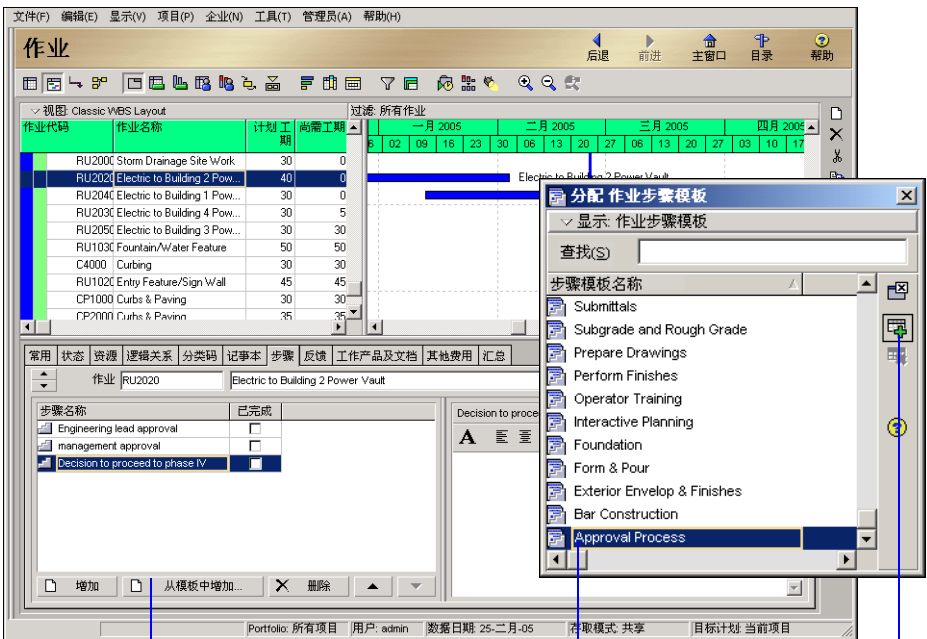 文件(F) 编辑(E) 显示(V) 项目(P) 企业(N) 工具(T) 管理员(A) 帮助(H)
作业
后退 前进 主窗口 目录 帮助
视图: Classic WBS Layout 过滤: 所有作业
作业代码 作业名称 计划工期 尚需工期 一月 2005 二月 2005 三月 2005 四月 2005
02 09 16 23 30 06 13 20 27 06 13 20 27 03 10 17
RU2000 Storm Drainage Site Work 30 0
RU2020 Electric to Building 2 Pow... 40 0 Electric to Building 2 Power Vault
RU2040 Electric to Building 1 Pow... 30 0
RU2030 Electric to Building 4 Pow... 30 5
RU2050 Electric to Building 3 Pow... 30 30
RU1030 Fountain/Water Feature 50 50
C4000 Curbing 30 30
RU1020 Entry Feature/Sign Wall 45 45
CP1000 Curbs & Paving 30 30
CP2000 Curbs & Paving 35 35
常用 状态 资源 逻辑关系 分类码 记事本 步骤 反馈 工作产品及文档 其他费用 汇总
作业 RU2020 Electric to Building 2 Power Vault
步骤名称 已完成
Engineering lead approval
management approval
Decision to proceed to phase IV
Decision to proce
A
增加 从模板中增加... 删除
Portfolio: 所有项目 用户: admin 数据日期: 25-二月-05 存取模式: 共享 目标计划: 当前项目
分配 作业步骤模板
显示: 作业步骤模板
查找(S)
步骤模板名称
Submittals
Subgrade and Rough Grade
Prepare Drawings
Perform Finishes
Operator Training
Interactive Planning
Foundation
Form & Pour
Exterior Envelop & Finishes
Bar Construction
Approval Process